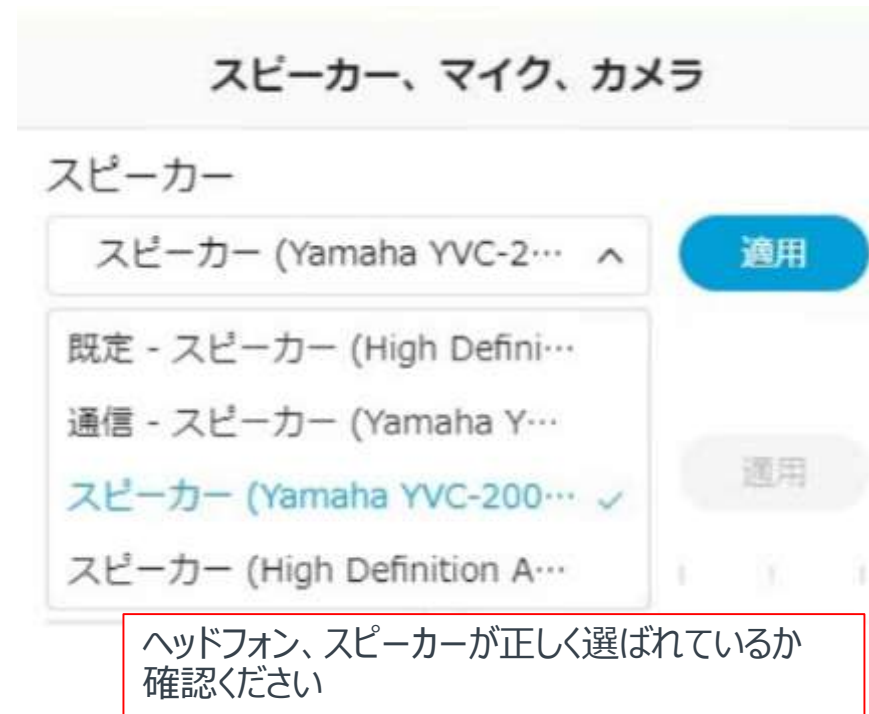 スピーカー、マイク、カメラ
スピーカー
スピーカー (Yamaha YVC-2…
適用
既定 - スピーカー (High Defini…
通信 - スピーカー (Yamaha Y…
スピーカー (Yamaha YVC-200…
適用
スピーカー (High Definition A…
ヘッドフォン、スピーカーが正しく選ばれているか
確認ください